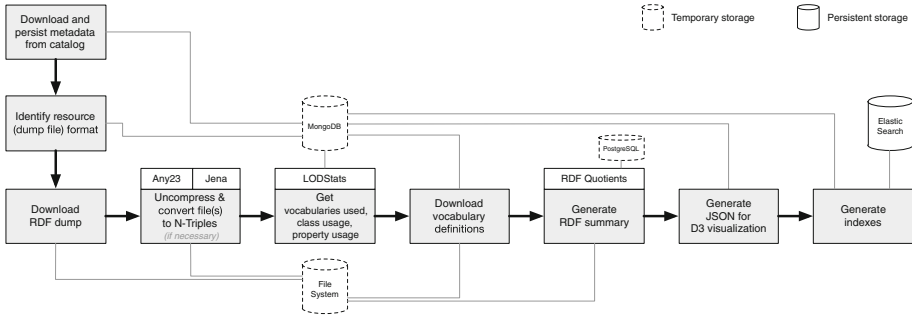 Download and
persist metadata
from catalog
Temporary storage
Persistent storage
Identify resource
(dump file) format
MongoDB
Elastic
Search
PostgreSQL
Any23
Jena
LODStats
RDF Quotients
Download
RDF dump
Uncompress &
convert file(s)
to N-Triples
(if necessary)
Get
vocabularies used,
class usage,
property usage
Download
vocabulary
definitions
Generate
RDF summary
Generate
JSON for
D3 visualization
Generate
indexes
File
System